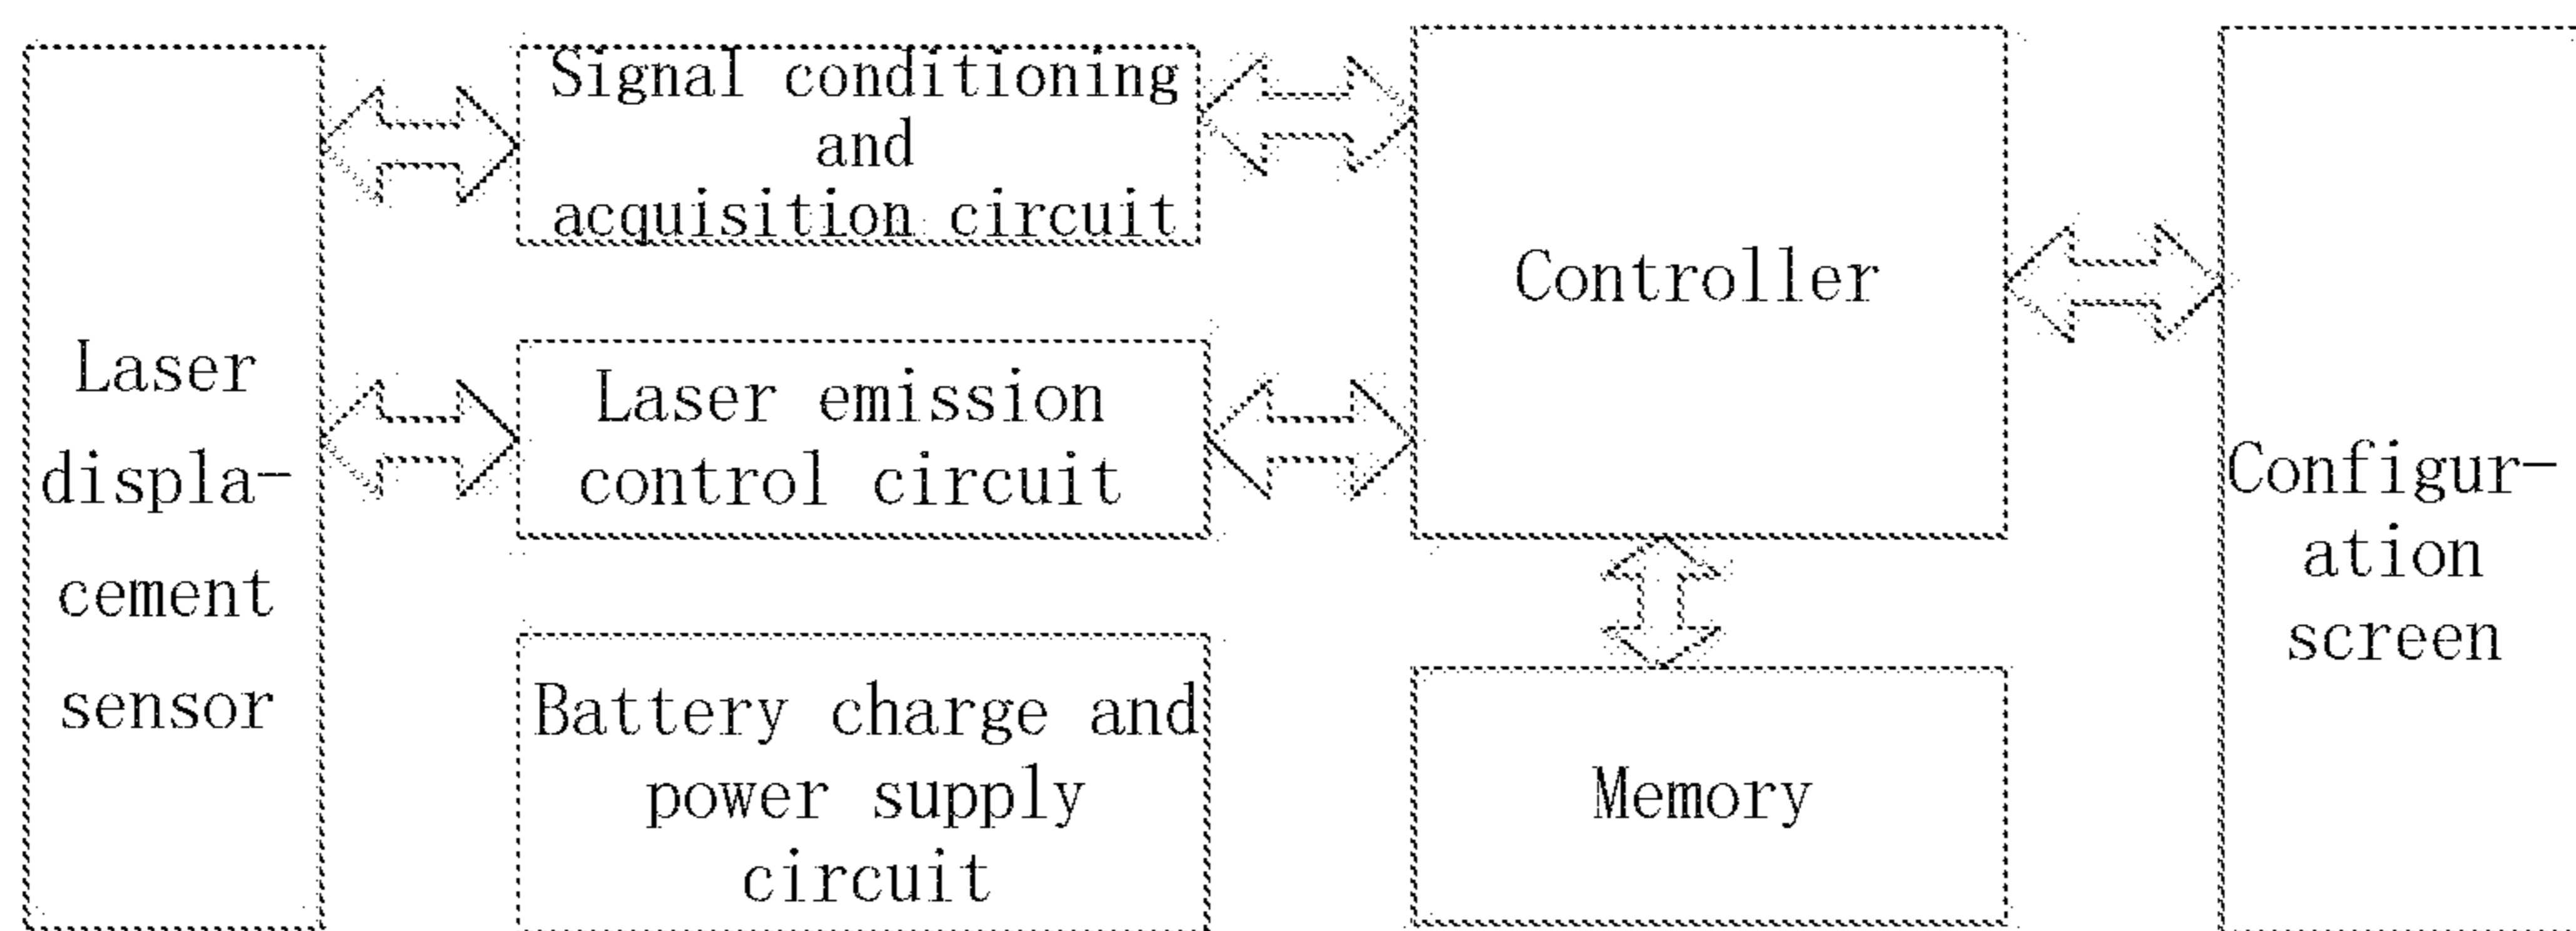 Laser
displa-
cement
sensor
Signal conditioning
and
acquisition circuit
Laser emission
control circuit
Battery charge and
power supply
circuit
Controller
Memory
Configur-
ation
screen